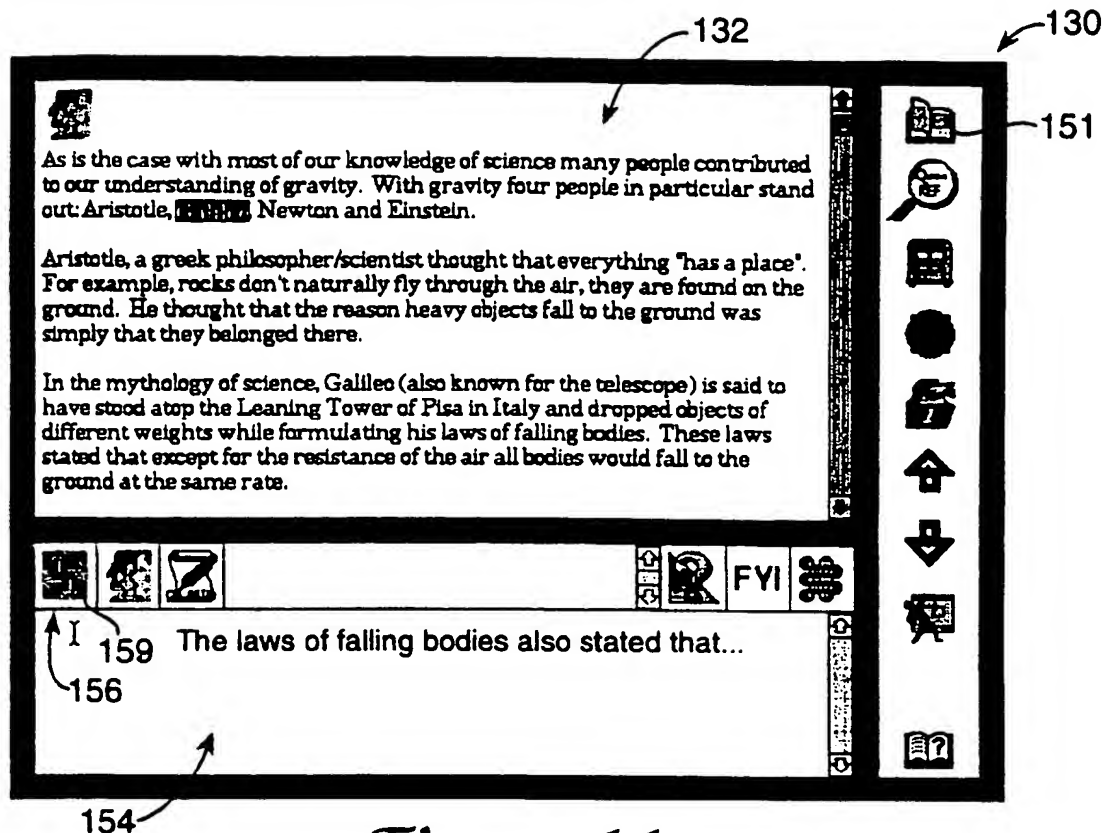 132
130
151
REF
As is the case with most of our knowledge of science many people contributed
to our understanding of gravity. With gravity four people in particular stand
out: Aristotle, Newton and Einstein.
Aristotle, a greek philosopher/scientist thought that everything "has a place".
For example, rocks don't naturally fly through the air, they are found on the
ground. He thought that the reason heavy objects fall to the ground was
simply that they belonged there.
In the mythology of science, Galileo (also known for the telescope) is said to
have stood atop the Leaning Tower of Pisa in Italy and dropped objects of
different weights while formulating his laws of falling bodies. These laws
stated that except for the resistance of the air all bodies would fall to the
ground at the same rate.
FYI
159 The laws of falling bodies also stated that...
156
?
154